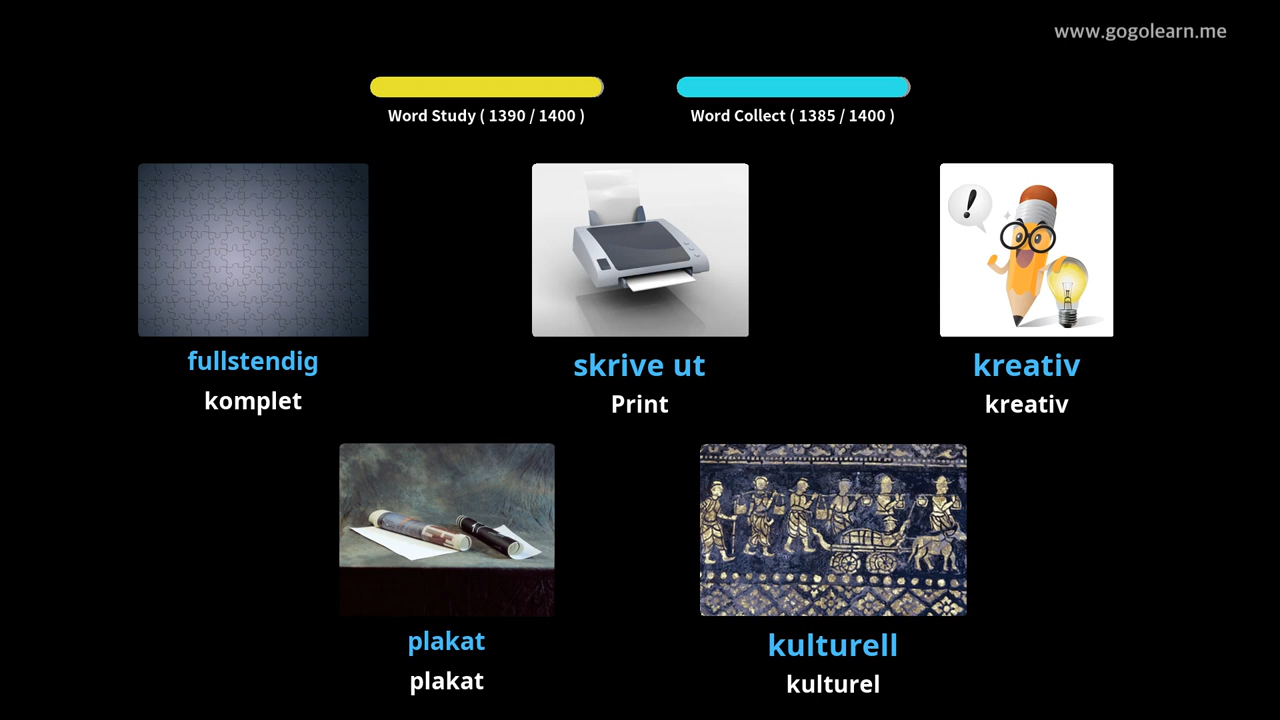 www.gogolearn.me
Word Study ( 1390 / 1400 )
Word Collect ( 1385 / 1400 )
fullstendig
komplet
skrive ut
Print
kreativ
kreativ
plakat
plakat
kulturell
kulturel